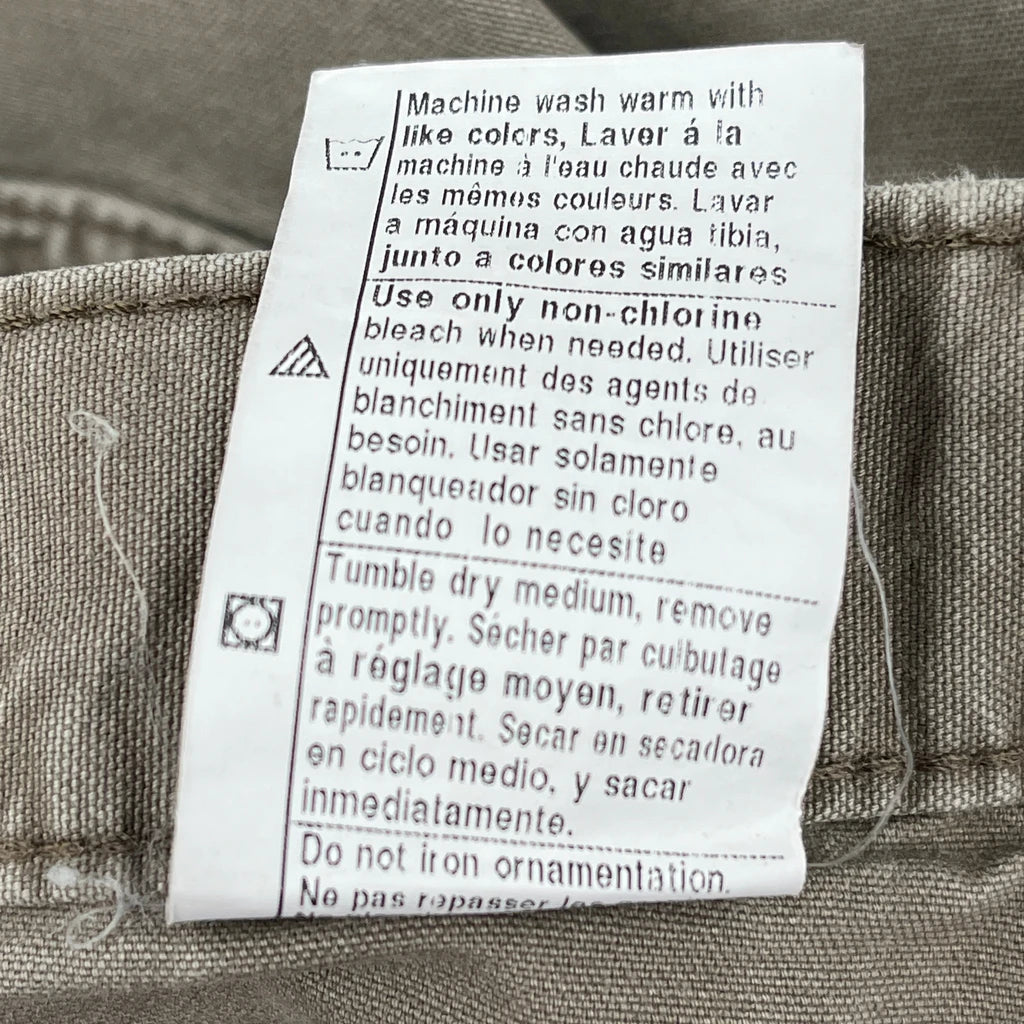 Machine wash warm with
like colors, Laver á la
machine à l'eau chaude avec
les mêmes couleurs. Lavar
a máquina con agua tibia,
junto a colores similares
Use only non-chlorine
bleach when needed. Utiliser
uniquement des agents de
blanchiment sans chlore, au
besoin. Usar solamente
blanqueador sin cloro
cuando lo necesite
Tumble dry medium, remove
promptly. Sécher par culbutage
à réglage moyen, retirer
rapidement. Secar en secadora
en ciclo medio, y sacar
inmediatamente.
Do not iron ornamentation.
Ne pas repasser